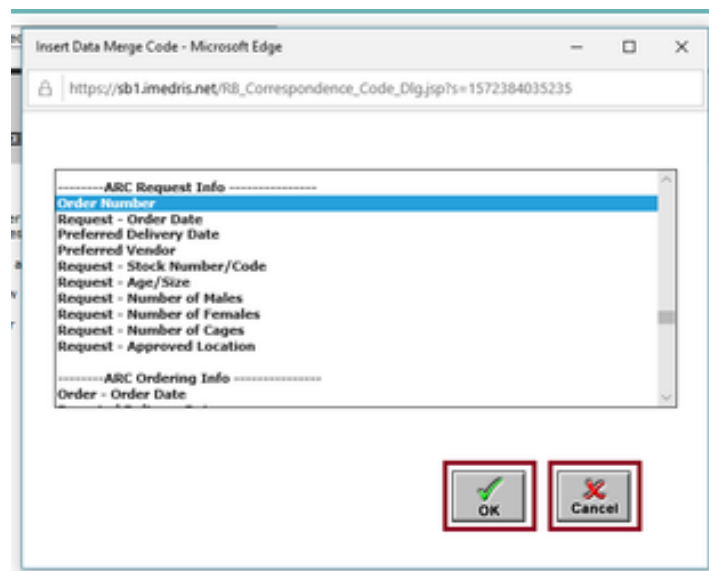 Insert Data Merge Code - Microsoft Edge
https://sb1.imedris.net/RB_Correspondence_Code_Dlg.jsp?s=1572384035235
--------ARC Request Info ---------------
Order Number
Request - Order Date
Preferred Delivery Date
Preferred Vendor
Request - Stock Number/Code
Request - Age/Size
Request - Number of Males
Request - Number of Females
Request - Number of Cages
Request - Approved Location
--------ARC Ordering Info ---------------
Order - Order Date
OK
Cancel